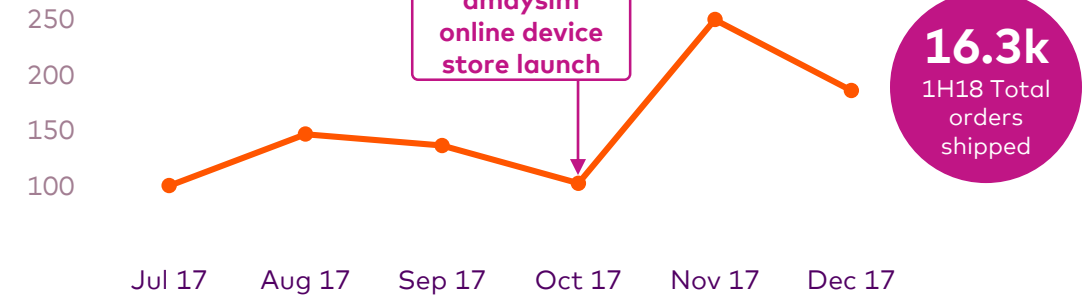 250
amaysim
online device
store launch
200
150
100
16.3k
1H18 Total
orders
shipped
Jul 17
Aug 17
Sep 17
Oct 17
Nov 17
Dec 17